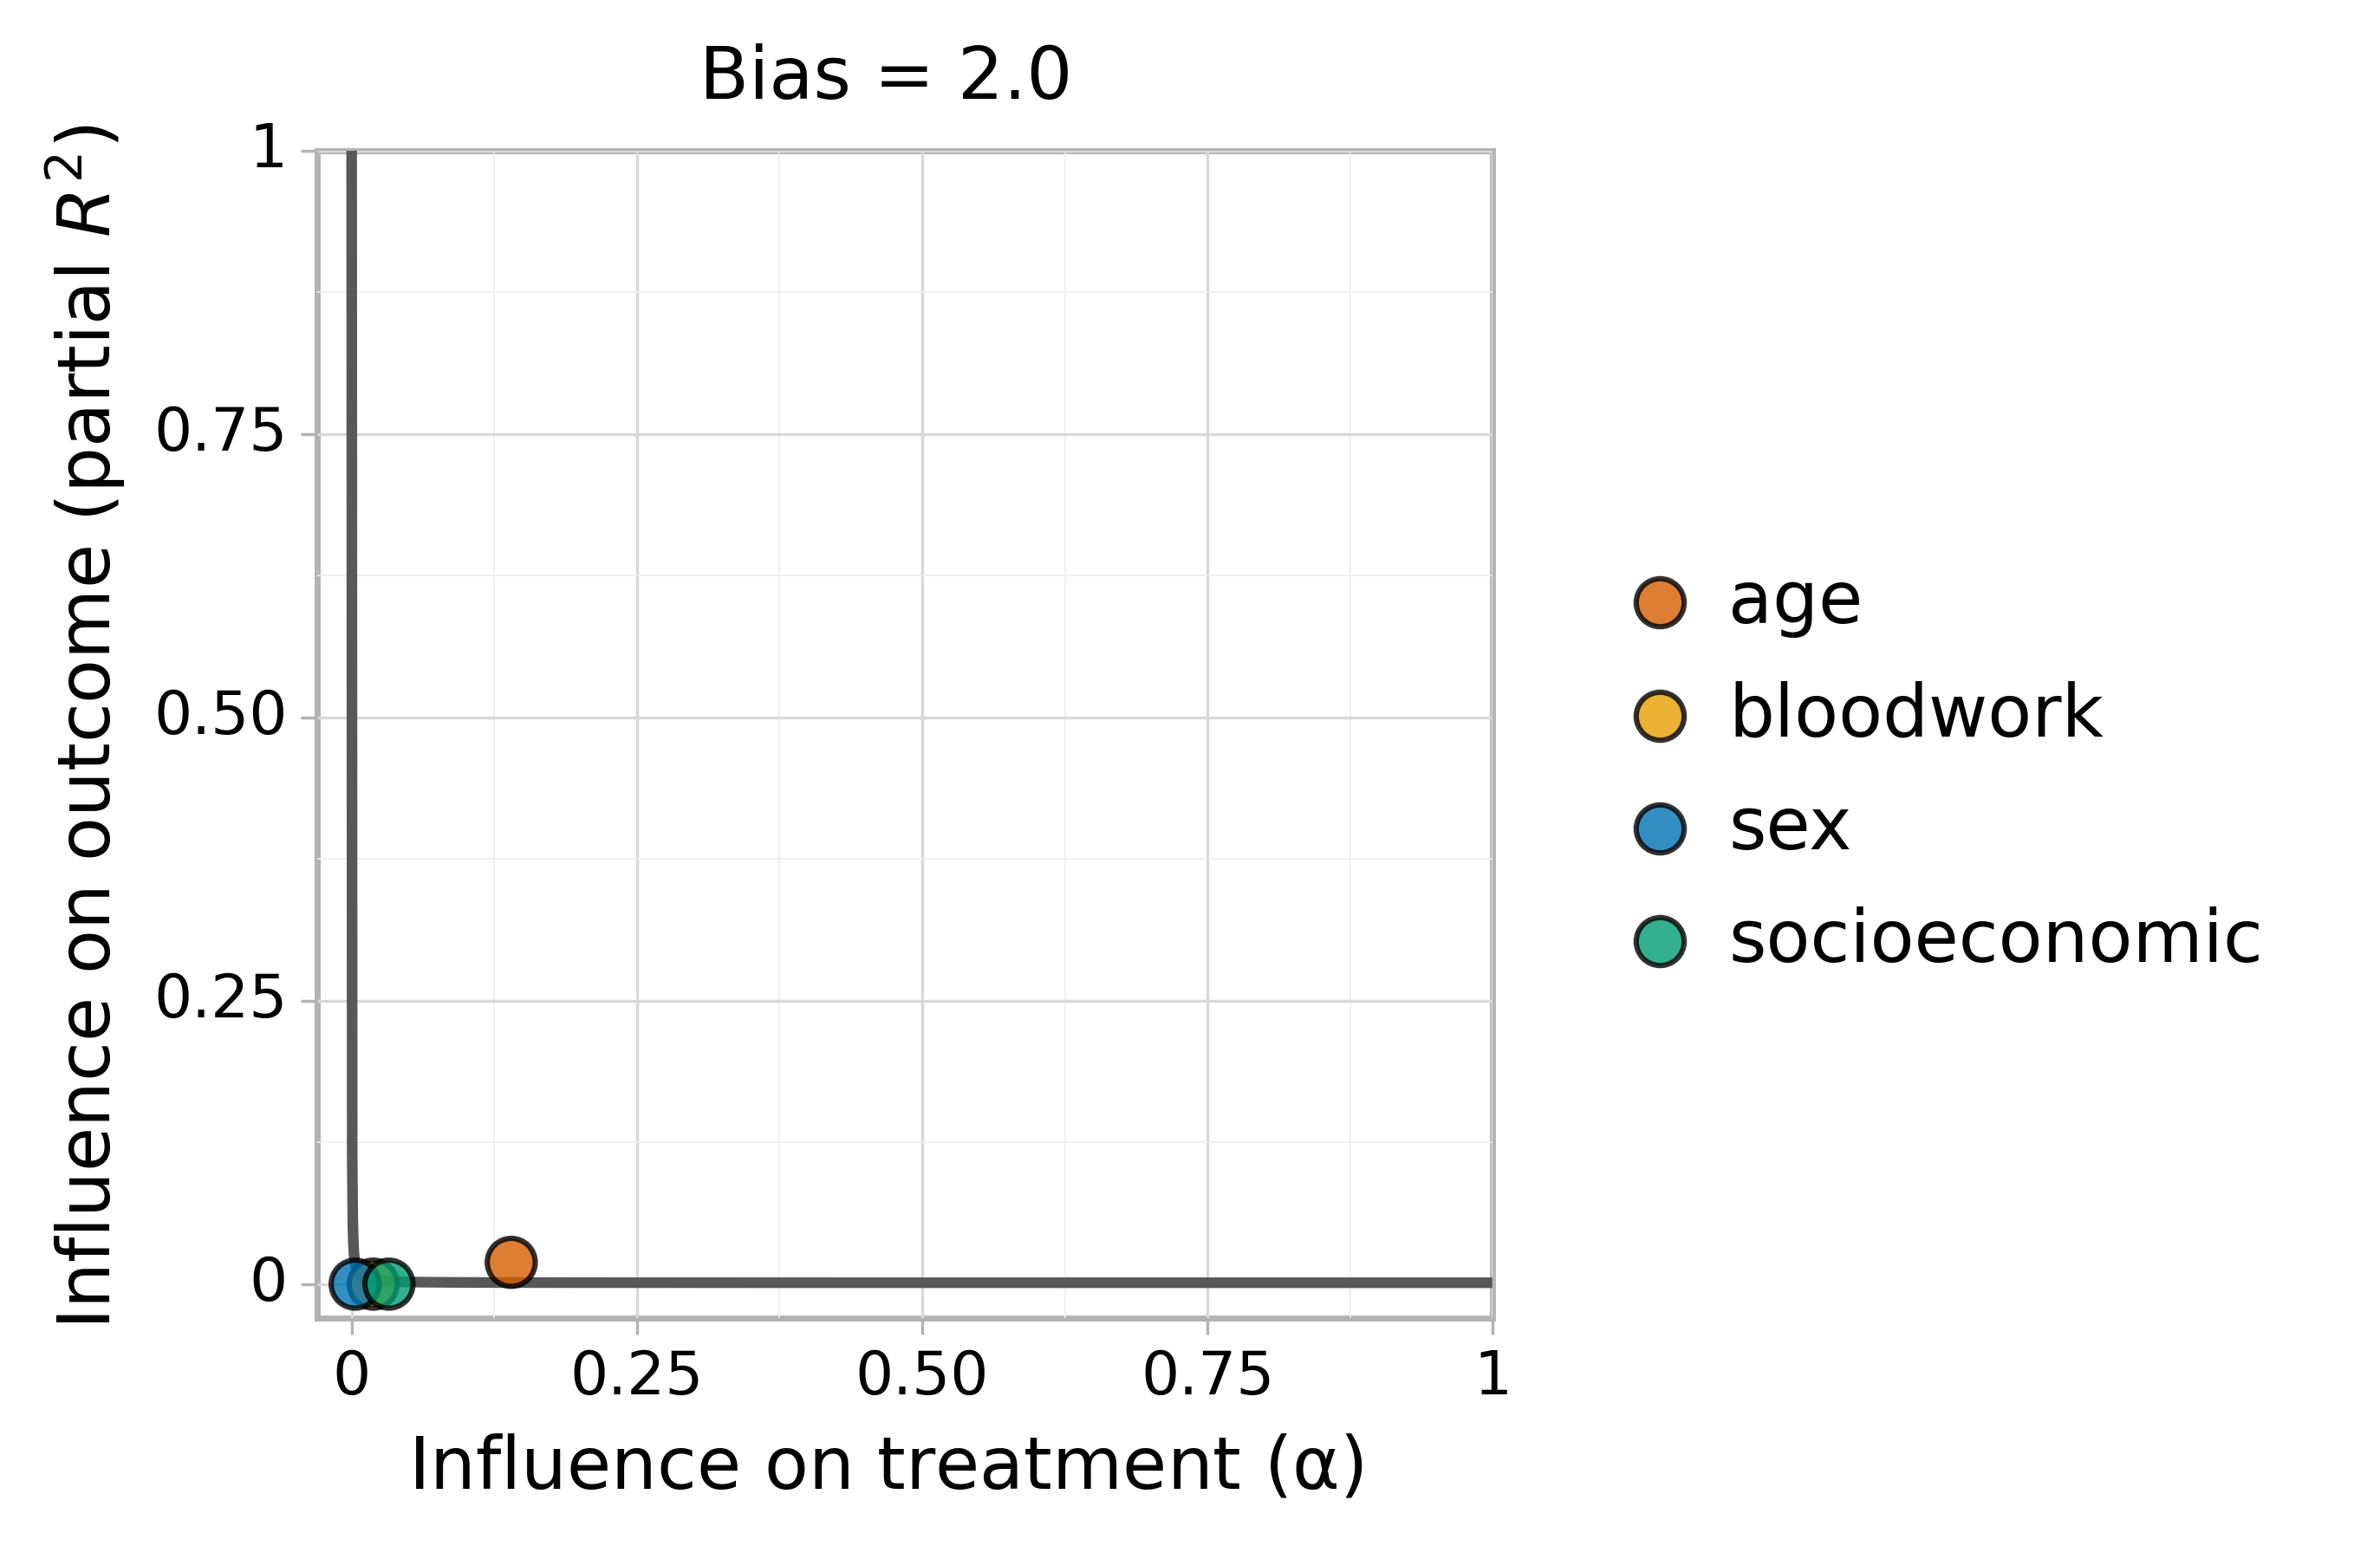 Bias = 2.0
Influence on outcome (partial R²)
1
0.75
0.50
0.25
0
0 0.25 0.50 0.75 1
Influence on treatment (α)
age
bloodwork
sex
socioeconomic